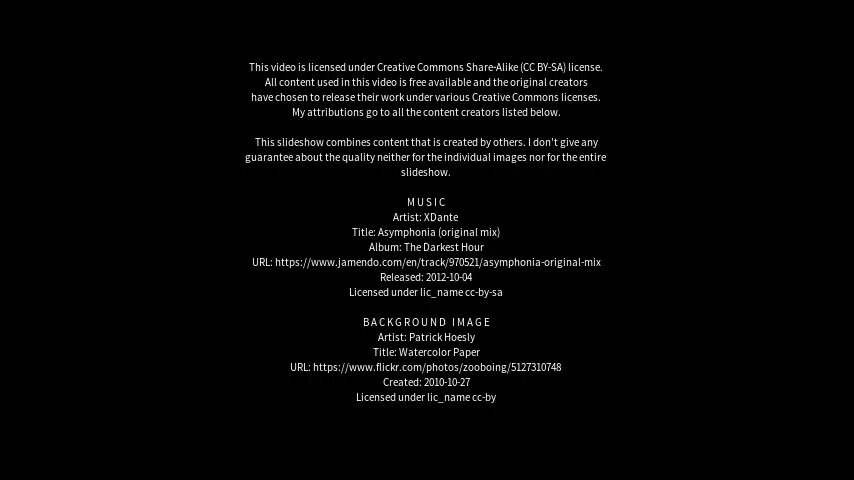 This video is licensed under Creative Commons Share-Alike (CC BY-SA) license.
All content used in this video is free available and the original creators
have chosen to release their work under various Creative Commons licenses.
My attributions go to all the content creators listed below.
This slideshow combines content that is created by others. I don't give any
guarantee about the quality neither for the individual images nor for the entire
slideshow.
MUSIC
Artist: XDante
Title: Asymphonia (original mix)
Album: The Darkest Hour
URL: https://www.jamendo.com/en/track/970521/asymphonia-original-mix
Released: 2012-10-04
Licensed under lic_name cc-by-sa
BACKGROUND IMAGE
Artist: Patrick Hoesly
Title: Watercolor Paper
URL: https://www.flickr.com/photos/zooboing/5127310748
Created: 2010-10-27
Licensed under lic_name cc-by